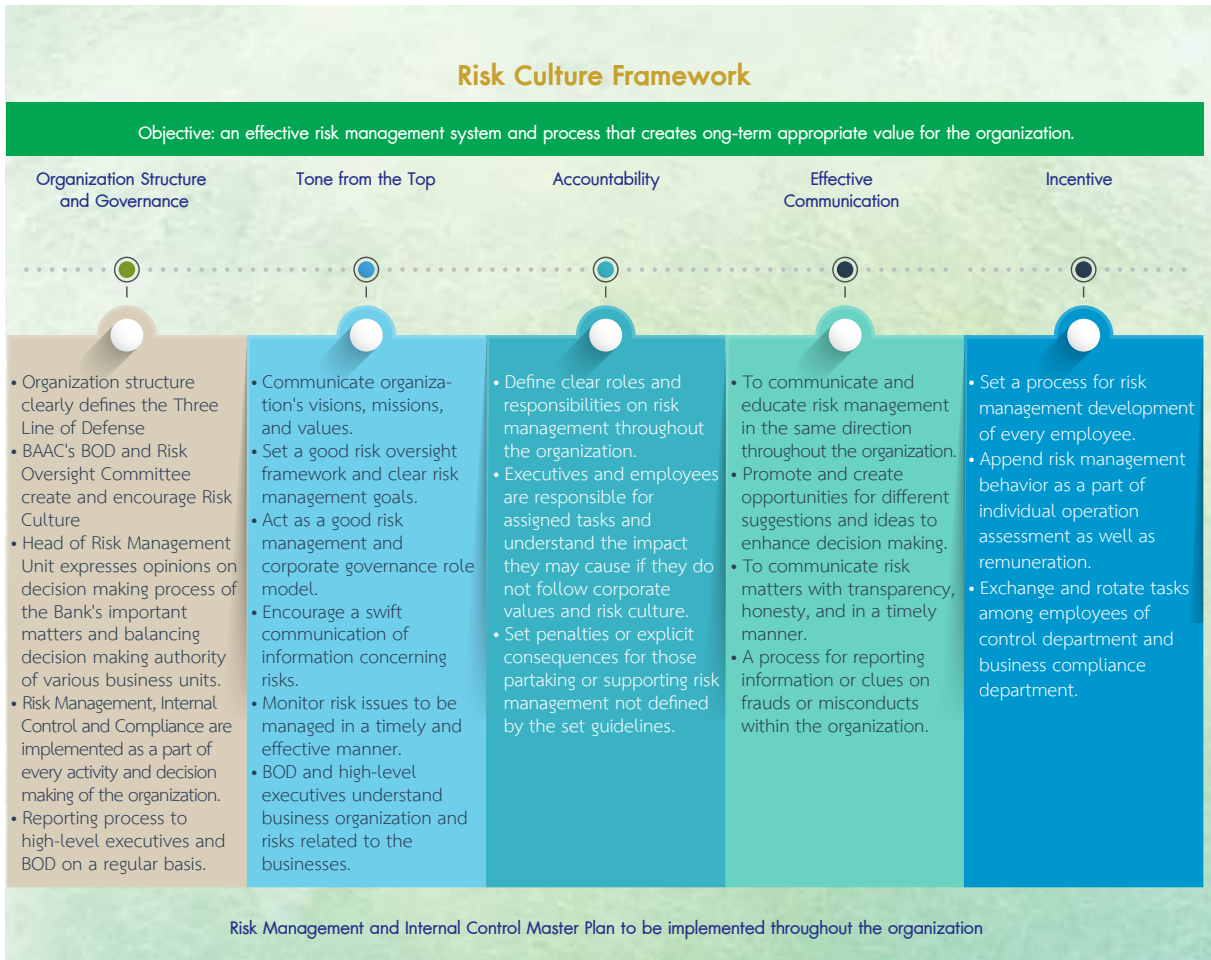 Risk Culture Framework
Objective: an effective risk management system and process that creates ong-term appropriate value for the organization.
Organization Structure
and Governance
Tone from the Top
Accountability
Effective
Communication
Incentive
• Organization structure
clearly defines the Three
Line of Defense
• BAAC's BOD and Risk
Oversight Committee
create and encourage Risk
Culture
• Head of Risk Management
Unit expresses opinions on
decision making process of
the Bank's important
matters and balancing
decision making authority
of various business units.
• Risk Management, Internal
Control and Compliance are
implemented as a part of
every activity and decision
making of the organization.
• Reporting process to
high-level executives and
BOD on a regular basis.
• Communicate organiza-
tion's visions, missions,
and values.
• Set a good risk oversight
framework and clear risk
management goals.
• Act as a good risk
management and
corporate governance role
model.
• Encourage a swift
communication of
information concerning
risks.
• Monitor risk issues to be
managed in a timely and
effective manner.
• BOD and high-level
executives understand
business organization and
risks related to the
businesses.
• Define clear roles and
responsibilities on risk
management throughout
the organization.
• Executives and employees
are responsible for
assigned tasks and
understand the impact
they may cause if they do
not follow corporate
values and risk culture.
• Set penalties or explicit
consequences for those
partaking or supporting risk
management not defined
by the set guidelines.
• To communicate and
educate risk management
in the same direction
throughout the organization.
• Promote and create
opportunities for different
suggestions and ideas to
enhance decision making.
• To communicate risk
matters with transparency,
honesty, and in a timely
manner.
• A process for reporting
information or clues on
frauds or misconducts
within the organization.
• Set a process for risk
management development
of every employee.
• Append risk management
behavior as a part of
individual operation
assessment as well as
remuneration.
• Exchange and rotate tasks
among employees of
control department and
business compliance
department.
Risk Management and Internal Control Master Plan to be implemented throughout the organization